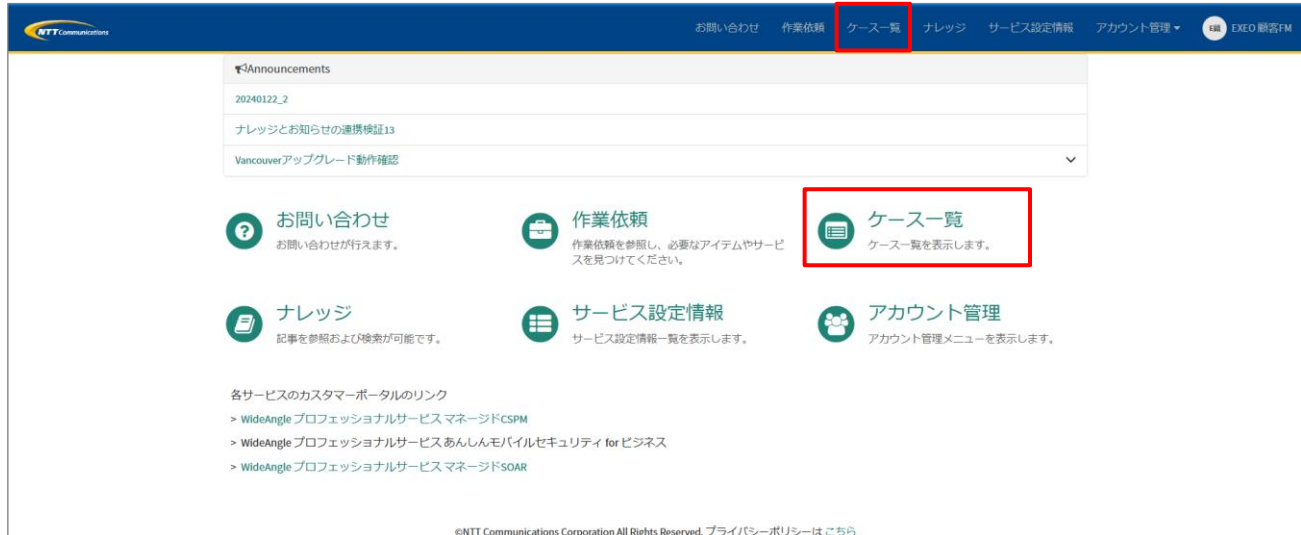 NTT Communications
お問い合わせ 作業依頼 ケース一覧 ナレッジ サービス設定情報 アカウント管理 EXEO 顧客FM
Announcements
20240122_2
ナレッジとお知らせの連携検証13
Vancouverアップグレード動作確認
お問い合わせ
お問い合わせが行えます。
作業依頼
作業依頼を参照し、必要なアイテムやサービ
スを見つけてください。
ケース一覧
ケース一覧を表示します。
ナレッジ
記事を参照および検索が可能です。
サービス設定情報
サービス設定情報一覧を表示します。
アカウント管理
アカウント管理メニューを表示します。
各サービスのカスタマーポータルのリンク
> WideAngle プロフェッショナルサービス マネージドCSPM
> WideAngle プロフェッショナルサービス あんしんモバイルセキュリティ for ビジネス
> WideAngle プロフェッショナルサービス マネージドSOAR
©NTT Communications Corporation All Rights Reserved. プライバシーポリシーは こちら